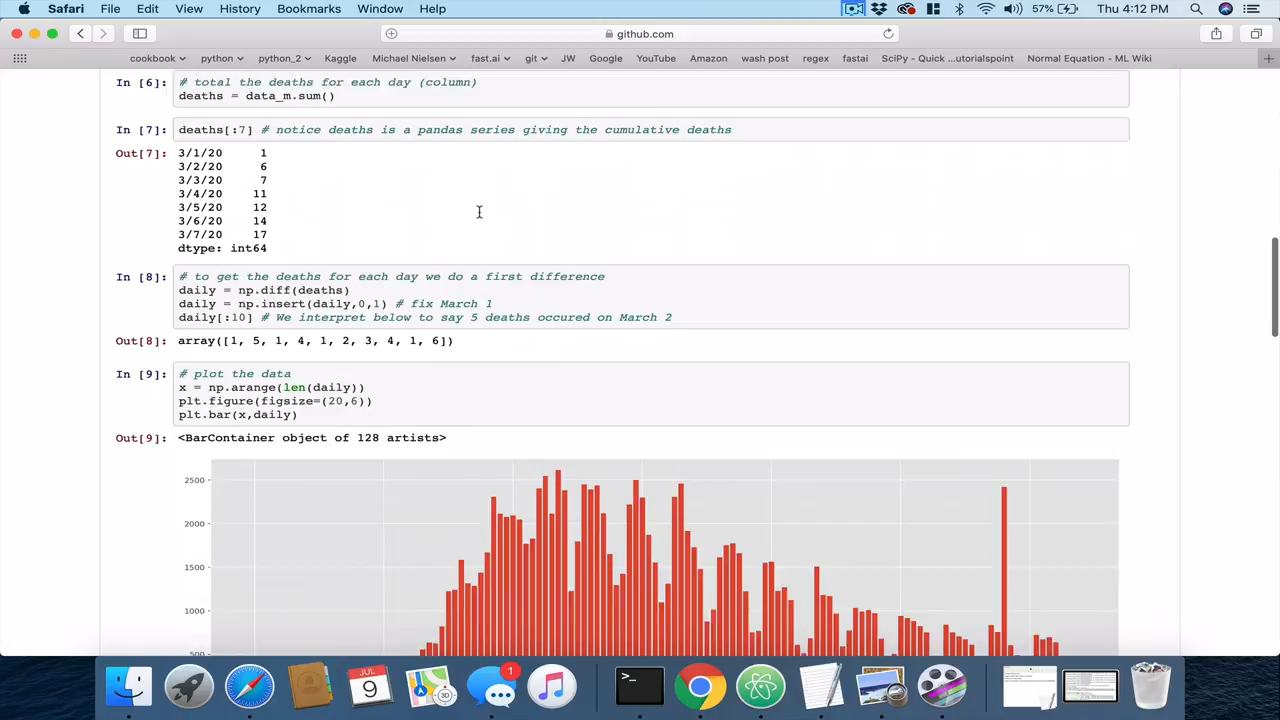 Safari File Edit View History Bookmarks Window Help 57% Thu 4:12 PM
github.com
cookbook python python_2 Kaggle Michael Nielsen fast.ai git JW Google YouTube Amazon wash post regex fastai SciPy - Quick ...utorialspoint Normal Equation - ML Wiki
In [6]: # total the deaths for each day (column)
deaths = data_m.sum()
In [7]: deaths[:7] # notice deaths is a pandas series giving the cumulative deaths
Out[7]: 3/1/20 1
3/2/20 6
3/3/20 7
3/4/20 11
3/5/20 12
3/6/20 14
3/7/20 17
dtype: int64
In [8]: # to get the deaths for each day we do a first difference
daily = np.diff(deaths)
daily = np.insert(daily,0,1) # fix March 1
daily[:10] # We interpret below to say 5 deaths occured on March 2
Out[8]: array([1, 5, 1, 4, 1, 2, 3, 4, 1, 6])
In [9]: # plot the data
x = np.arange(len(daily))
plt.figure(figsize=(20,6))
plt.bar(x,daily)
Out[9]: <BarContainer object of 128 artists>
2500
2000
1500
1000
500
JUL
9
1
>_